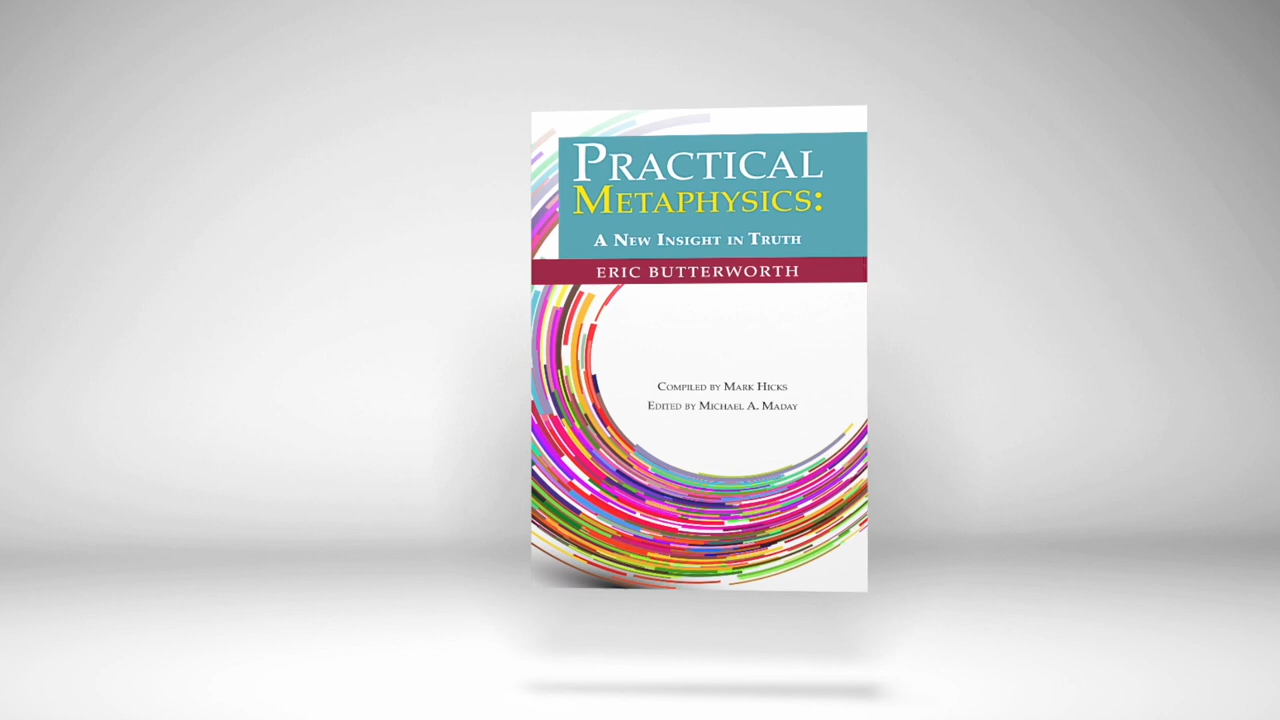 PRACTICAL
METAPHYSICS:
A NEW INSIGHT IN TRUTH
ERIC BUTTERWORTH
COMPILED BY MARK HICKS
EDITED BY MICHAEL A. MADAY